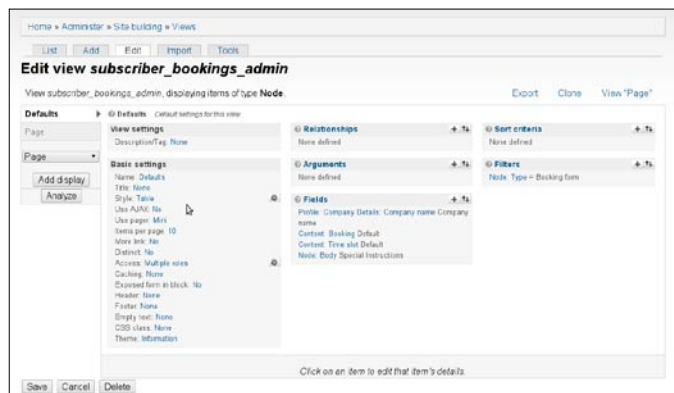 Home » Administer » Site building » Views
List Add Edit Import Tools
Edit view subscriber_bookings_admin
View subscriber_bookings_admin, displaying items of type Node.
Export Clone View "Page"
Defaults
Page
Page
Add display
Analyze
Defaults Default settings for this view
View settings
Description/Tag: None
Basic settings
Name: Defaults
Title: None
Style: Table
Use AJAX: No
Use pager: Mini
Items per page: 10
More link: No
Distinct: No
Access: Multiple roles
Caching: None
Exposed form in block: No
Header: None
Footer: None
Empty text: None
CSS class: None
Theme: Information
Relationships
None defined
Arguments
None defined
Fields
Profile: Company Details: Company name Company
name
Content: Booking Default
Content: Time slot Default
Node: Body Special Instructions
Sort criteria
None defined
Filters
Node: Type = Booking form
Click on an item to edit that item's details.
Save Cancel Delete